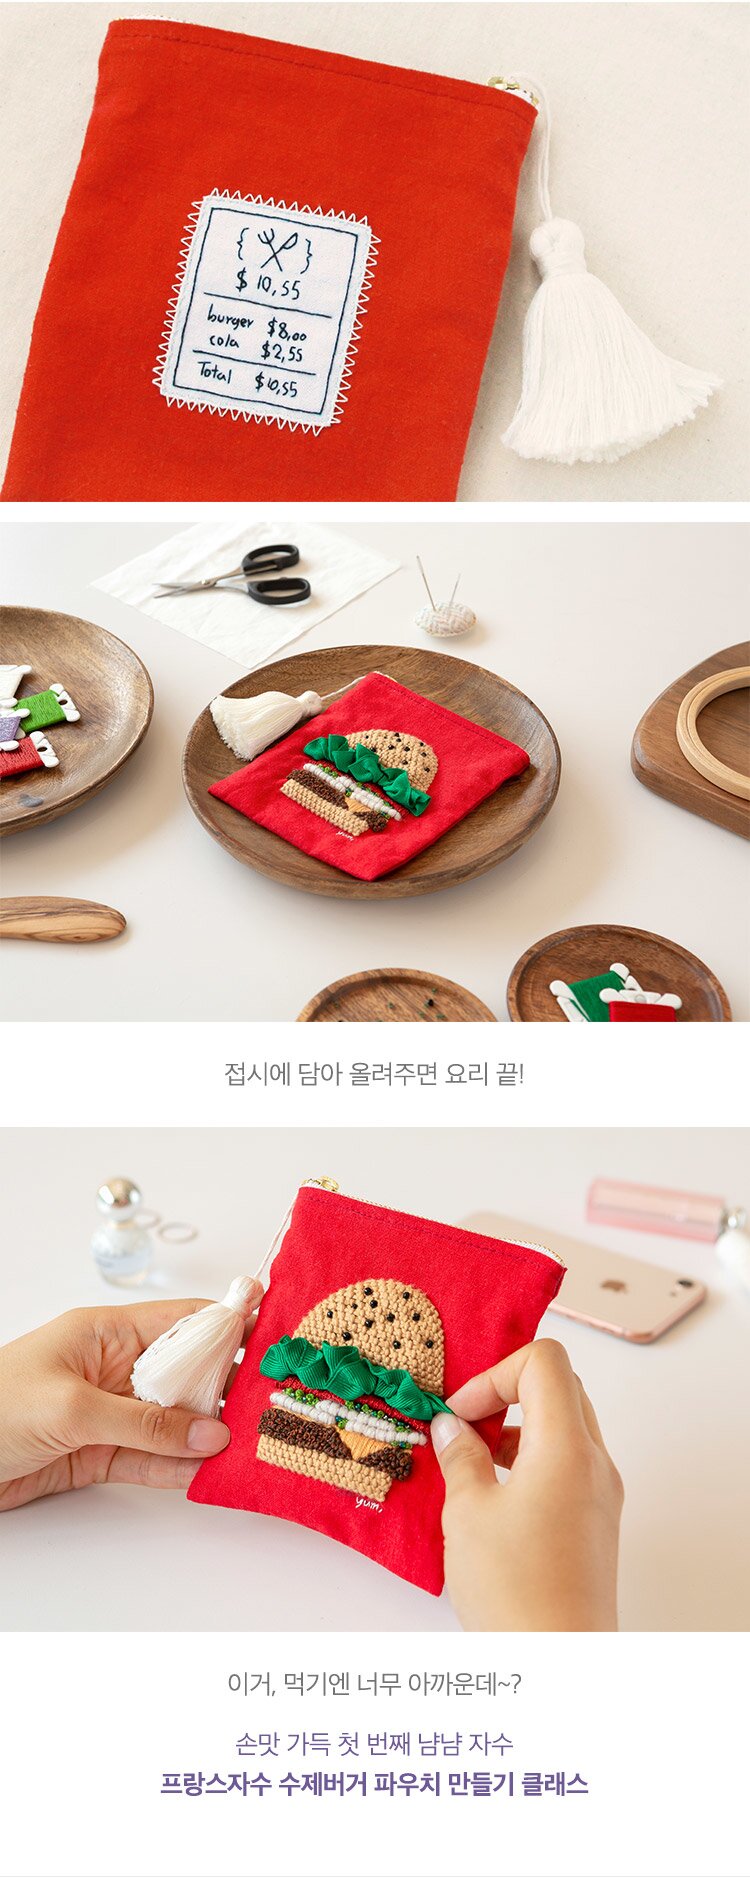 $ 10,55
burger $8,00
cola $2,55
Total $10,55
접시에 담아 올려주면 요리 끝!
yum,
이거, 먹기엔 너무 아까운데~?
손맛 가득 첫 번째 냠냠 자수
프랑스자수 수제버거 파우치 만들기 클래스